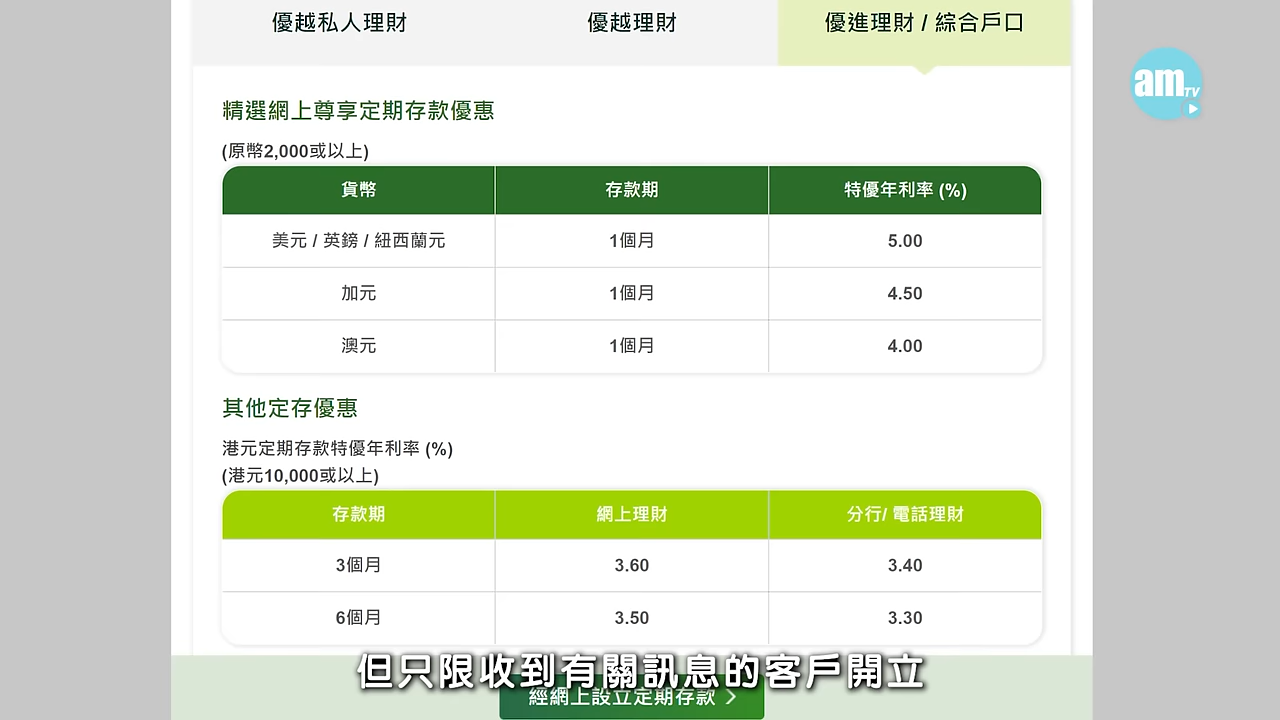 優越私人理財 優越理財 優進理財 / 綜合戶口
amTV
精選網上尊享定期存款優惠
(原幣2,000或以上)
貨幣 存款期 特優年利率 (%)
美元 / 英鎊 / 紐西蘭元 1個月 5.00
加元 1個月 4.50
澳元 1個月 4.00
其他定存優惠
港元定期存款特優年利率 (%)
(港元10,000或以上)
存款期 網上理財 分行/ 電話理財
3個月 3.60 3.40
6個月 3.50 3.30
但只限收到有關訊息的客戶開立
經網上設立定期存款